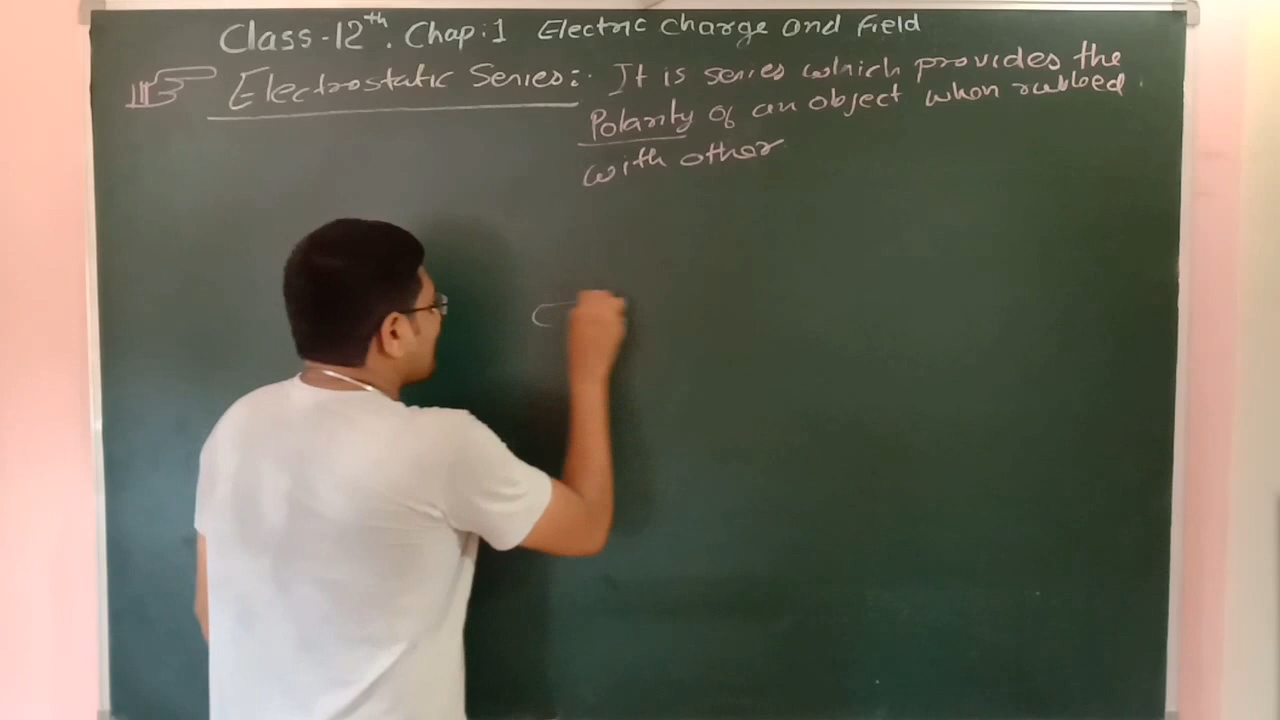 Class-12th. Chap:1 Electric Charge and Field
Electrostatic Series:. It is series which provides the
Polarity of an object when rubbed
with other